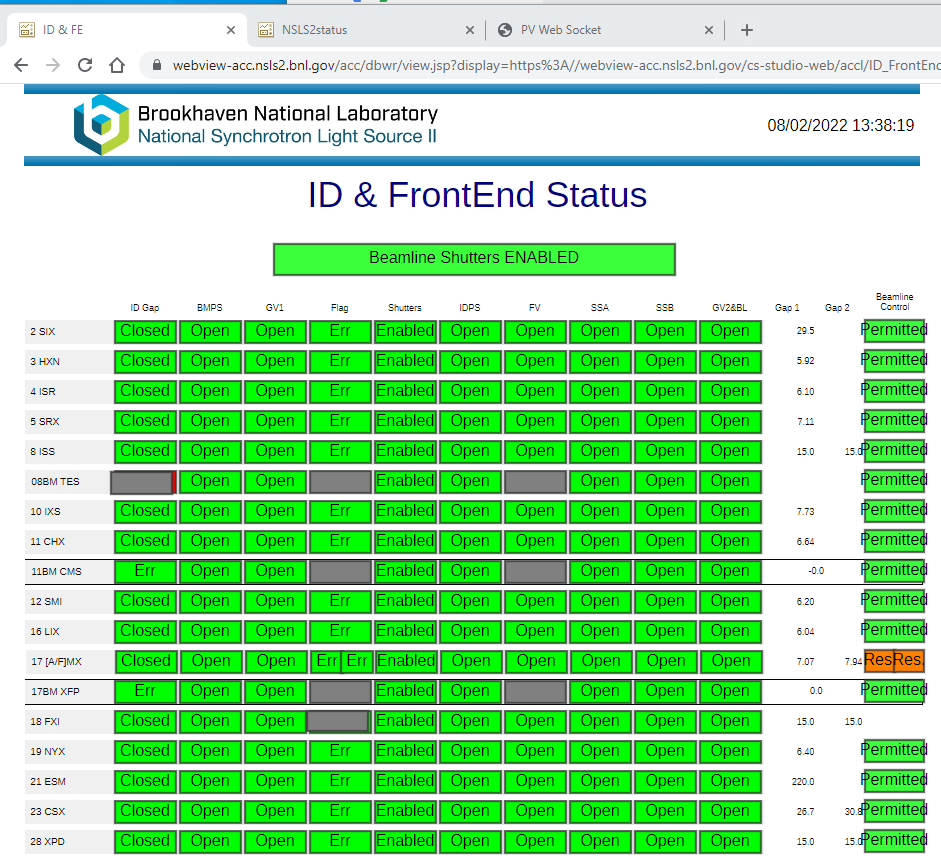 ID & FE
NSLS2status
PV Web Socket
webview-acc.nsls2.bnl.gov/acc/dbwr/view.jsp?display=https%3A//webview-acc.nsls2.bnl.gov/cs-studio-web/accl/ID_FrontEnd
Brookhaven National Laboratory
National Synchrotron Light Source II
08/02/2022 13:38:19
ID & FrontEnd Status
Beamline Shutters ENABLED
ID Gap BMPS GV1 Flag Shutters IDPS FV SSA SSB GV2&BL Gap 1 Gap 2 Beamline Control
2 SIX Closed Open Open Err Enabled Open Open Open Open Open 29.5 Permitted
3 HXN Closed Open Open Err Enabled Open Open Open Open Open 5.92 Permitted
4 ISR Closed Open Open Err Enabled Open Open Open Open Open 6.10 Permitted
5 SRX Closed Open Open Err Enabled Open Open Open Open Open 7.11 Permitted
8 ISS Closed Open Open Err Enabled Open Open Open Open Open 15.0 15.0 Permitted
08BM TES Open Open Enabled Open Open Open Open Permitted
10 IXS Closed Open Open Err Enabled Open Open Open Open Open 7.73 Permitted
11 CHX Closed Open Open Err Enabled Open Open Open Open Open 6.64 Permitted
11BM CMS Err Open Open Enabled Open Open Open Open -0.0 Permitted
12 SMI Closed Open Open Err Enabled Open Open Open Open Open 6.20 Permitted
16 LIX Closed Open Open Err Enabled Open Open Open Open Open 6.04 Permitted
17 [A/F]MX Closed Open Open Err Err Enabled Open Open Open Open Open 7.07 7.94 Res Res.
17BM XFP Err Open Open Enabled Open Open Open Open 0.0 Permitted
18 FXI Closed Open Open Enabled Open Open Open Open Open 15.0 15.0
19 NYX Closed Open Open Err Enabled Open Open Open Open Open 6.40 Permitted
21 ESM Closed Open Open Err Enabled Open Open Open Open Open 220.0 Permitted
23 CSX Closed Open Open Err Enabled Open Open Open Open Open 26.7 30.8 Permitted
28 XPD Closed Open Open Err Enabled Open Open Open Open Open 15.0 15.0 Permitted